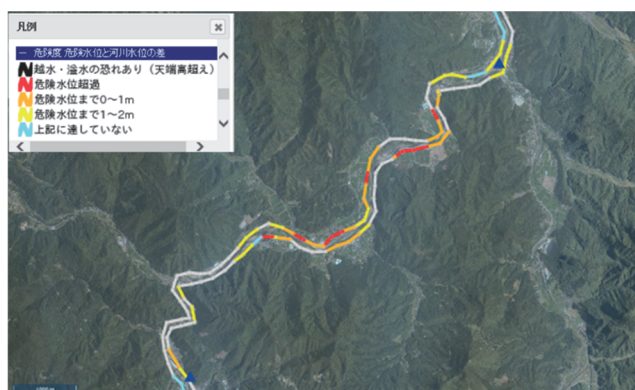 凡例
危険度 危険水位と河川水位の差
越水・溢水の恐れあり（天端高超え）
危険水位超過
危険水位まで0～1m
危険水位まで1～2m
上記に達していない